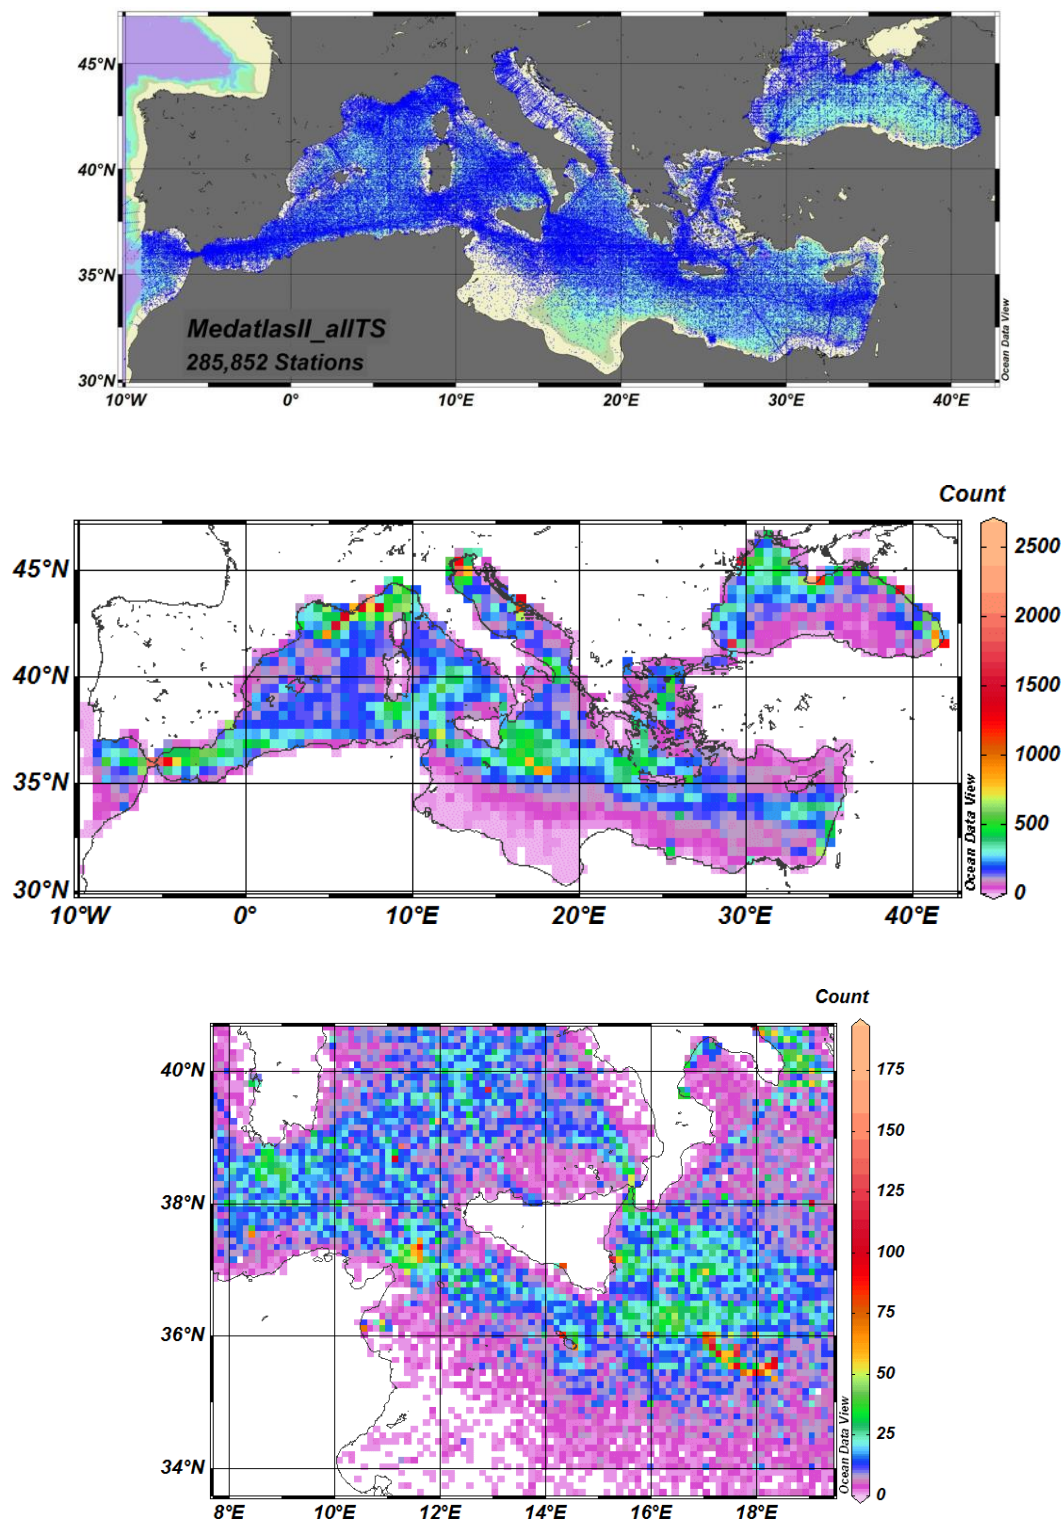 45°N
40°N
35°N
30°N
MedatlasII_allTS
285,852 Stations
Ocean Data View
10°W 0° 10°E 20°E 30°E 40°E
Count
45°N
40°N
35°N
30°N
2500
2000
1500
1000
500
0
Ocean Data View
10°W 0° 10°E 20°E 30°E 40°E
Count
40°N
38°N
36°N
34°N
175
150
125
100
75
50
25
0
Ocean Data View
8°E 10°E 12°E 14°E 16°E 18°E